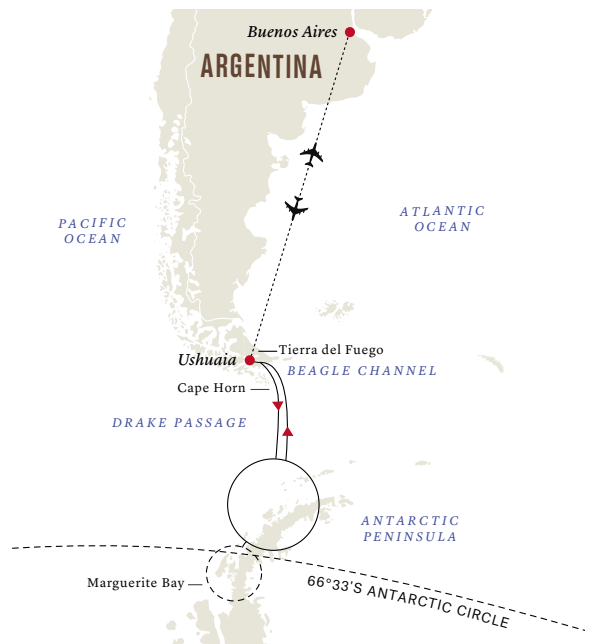 Buenos Aires
ARGENTINA
PACIFIC
OCEAN
ATLANTIC
OCEAN
Tierra del Fuego
Ushuaia
BEAGLE CHANNEL
Cape Horn
DRAKE PASSAGE
ANTARCTIC
PENINSULA
Marguerite Bay
66°33'S ANTARCTIC CIRCLE